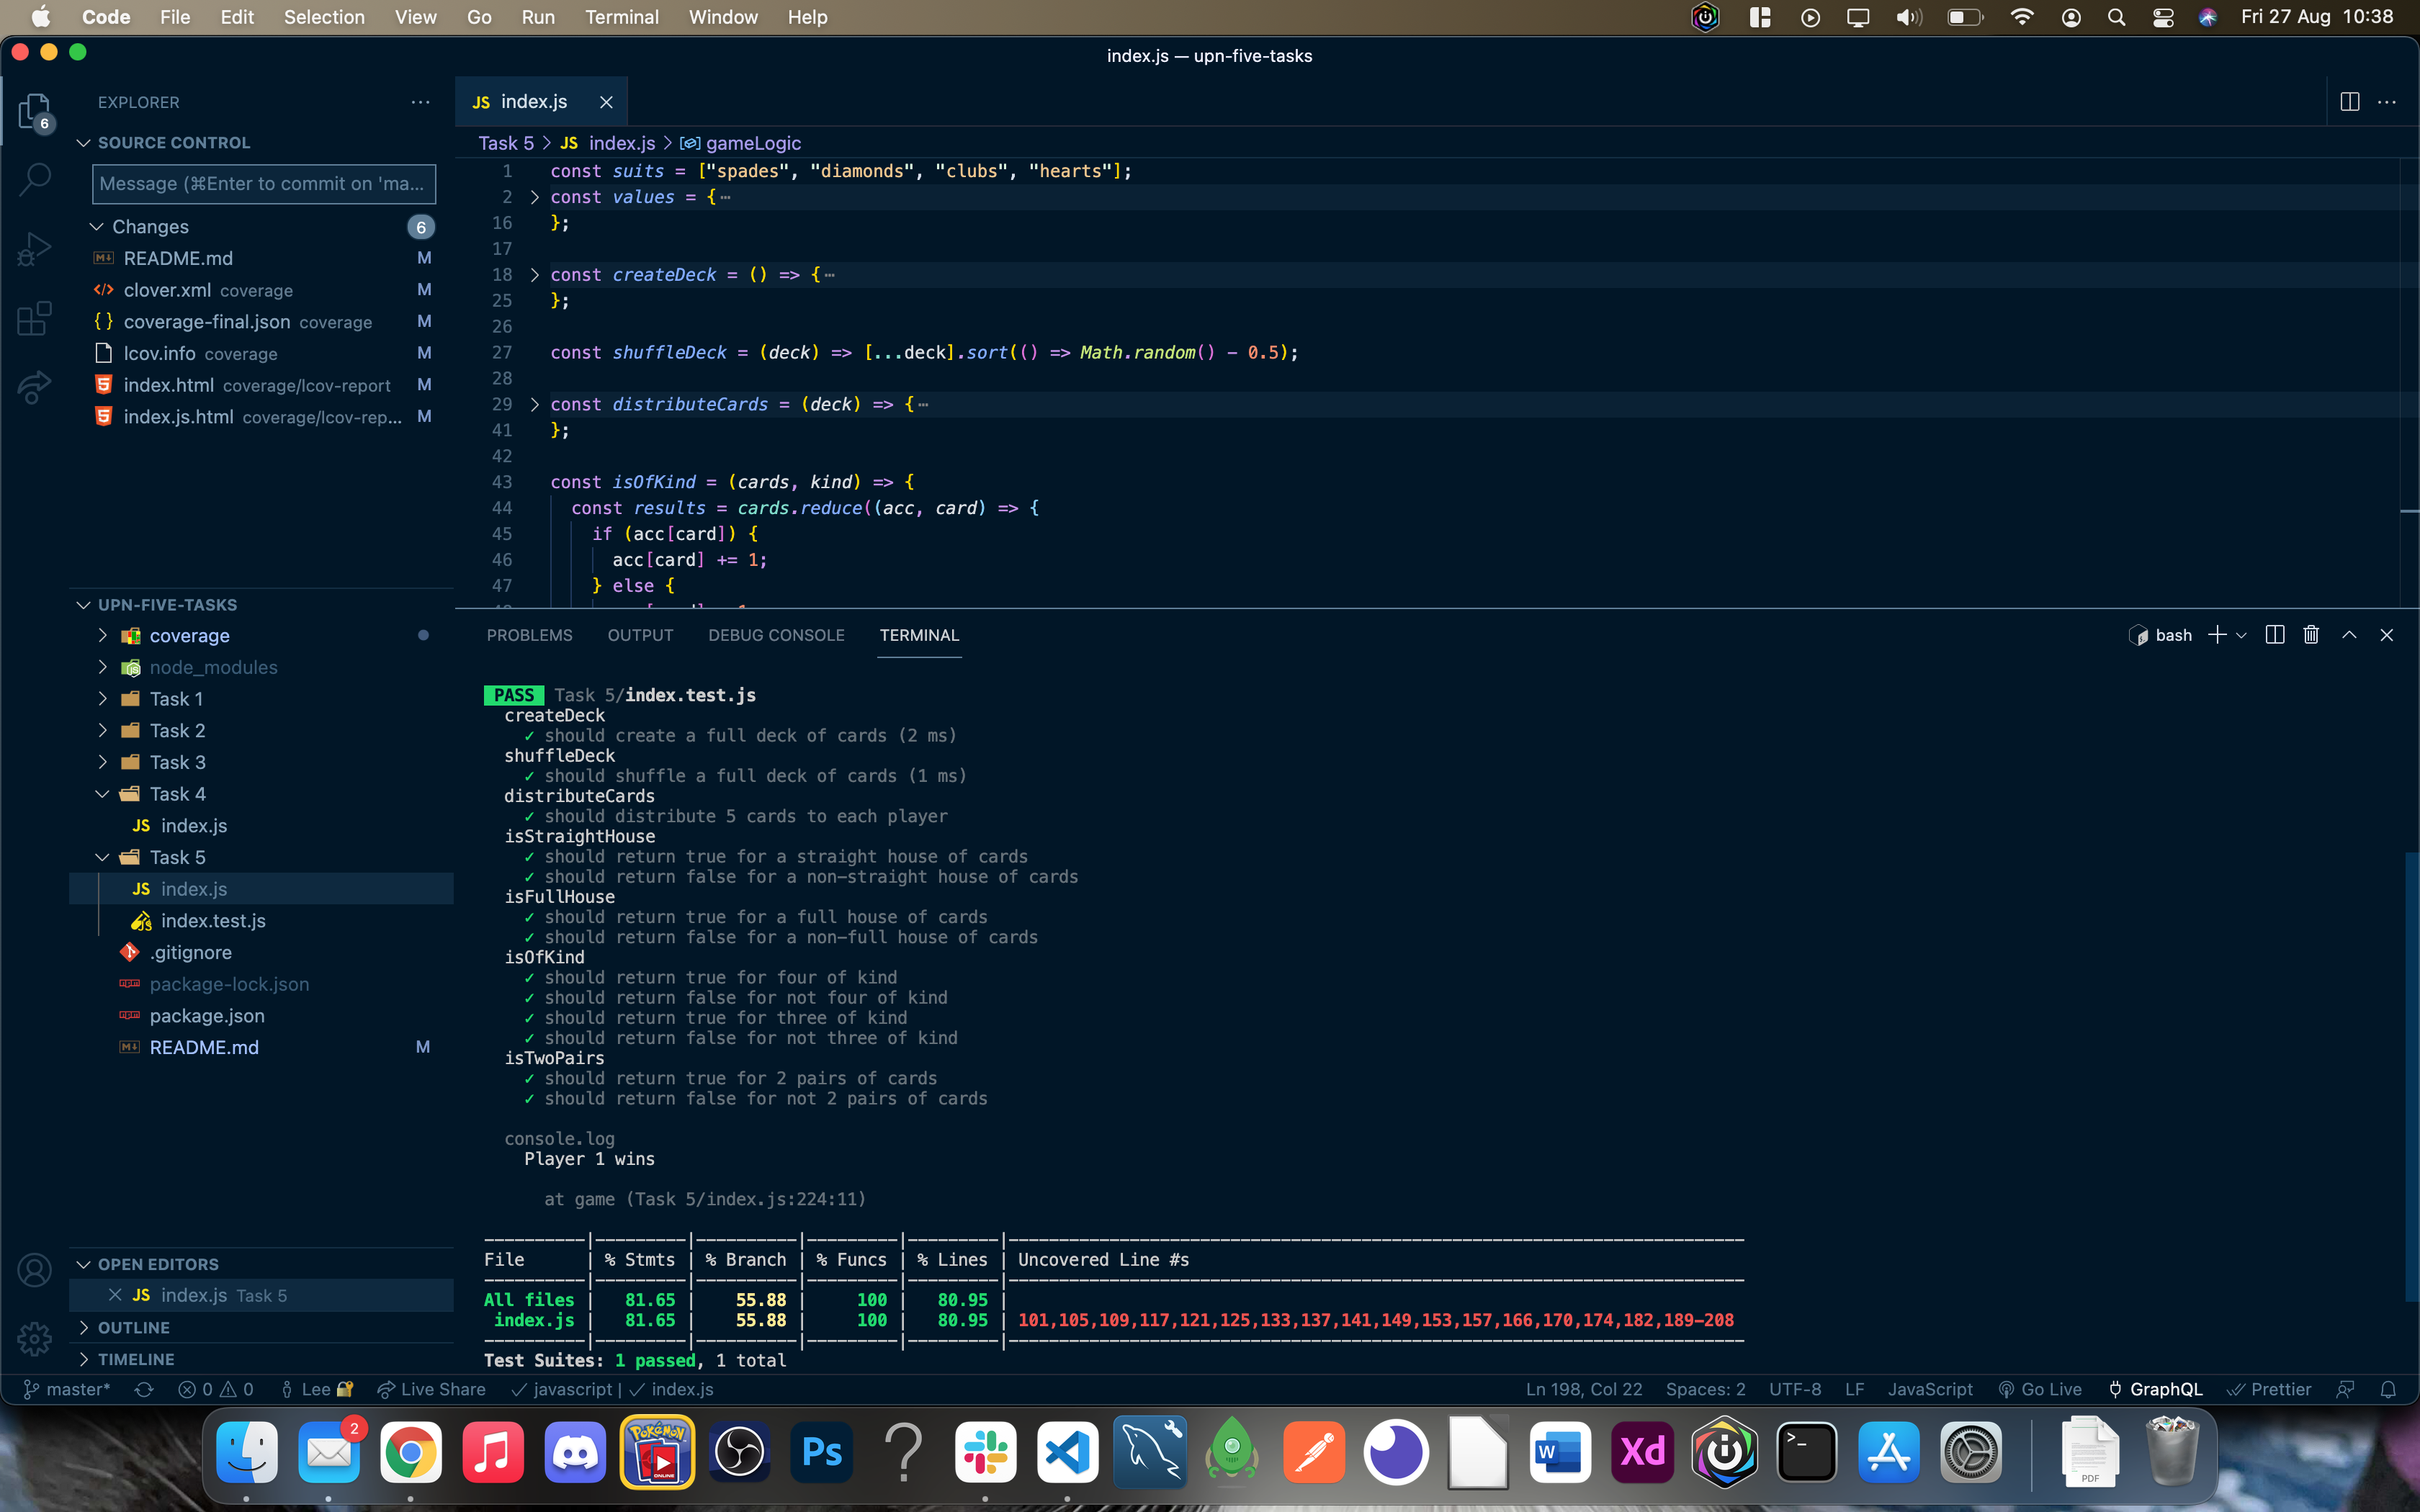 Code File Edit Selection View Go Run Terminal Window Help Fri 27 Aug 10:38
index.js — upn-five-tasks
EXPLORER
SOURCE CONTROL
Message (⌘Enter to commit on 'ma...
Changes 6
README.md M
clover.xml coverage M
coverage-final.json coverage M
lcov.info coverage M
index.html coverage/lcov-report M
index.js.html coverage/lcov-rep... M
UPN-FIVE-TASKS
coverage
node_modules
Task 1
Task 2
Task 3
Task 4
JS index.js
Task 5
JS index.js
index.test.js
.gitignore
package-lock.json
package.json
README.md M
OPEN EDITORS
JS index.js Task 5
OUTLINE
TIMELINE
6
JS index.js
Task 5 > JS index.js > gameLogic
1 const suits = ["spades", "diamonds", "clubs", "hearts"];
2 const values = {…
16 };
17
18 const createDeck = () => {…
25 };
26
27 const shuffleDeck = (deck) => [...deck].sort(() => Math.random() - 0.5);
28
29 const distributeCards = (deck) => {…
41 };
42
43 const isOfKind = (cards, kind) => {
44 const results = cards.reduce((acc, card) => {
45 if (acc[card]) {
46 acc[card] += 1;
47 } else {
PROBLEMS OUTPUT DEBUG CONSOLE TERMINAL bash
PASS Task 5/index.test.js
createDeck
✓ should create a full deck of cards (2 ms)
shuffleDeck
✓ should shuffle a full deck of cards (1 ms)
distributeCards
✓ should distribute 5 cards to each player
isStraightHouse
✓ should return true for a straight house of cards
✓ should return false for a non-straight house of cards
isFullHouse
✓ should return true for a full house of cards
✓ should return false for a non-full house of cards
isOfKind
✓ should return true for four of kind
✓ should return false for not four of kind
✓ should return true for three of kind
✓ should return false for not three of kind
isTwoPairs
✓ should return true for 2 pairs of cards
✓ should return false for not 2 pairs of cards
console.log
Player 1 wins
at game (Task 5/index.js:224:11)
File | % Stmts | % Branch | % Funcs | % Lines | Uncovered Line #s
All files | 81.65 | 55.88 | 100 | 80.95 |
index.js | 81.65 | 55.88 | 100 | 80.95 | 101,105,109,117,121,125,133,137,141,149,153,157,166,170,174,182,189-208
Test Suites: 1 passed, 1 total
master* 0 0 Lee Live Share ✓ javascript | ✓ index.js Ln 198, Col 22 Spaces: 2 UTF-8 LF JavaScript Go Live GraphQL Prettier
2
POKéMON
ONLINE
Ps
?
W
Xd
>_
PDF